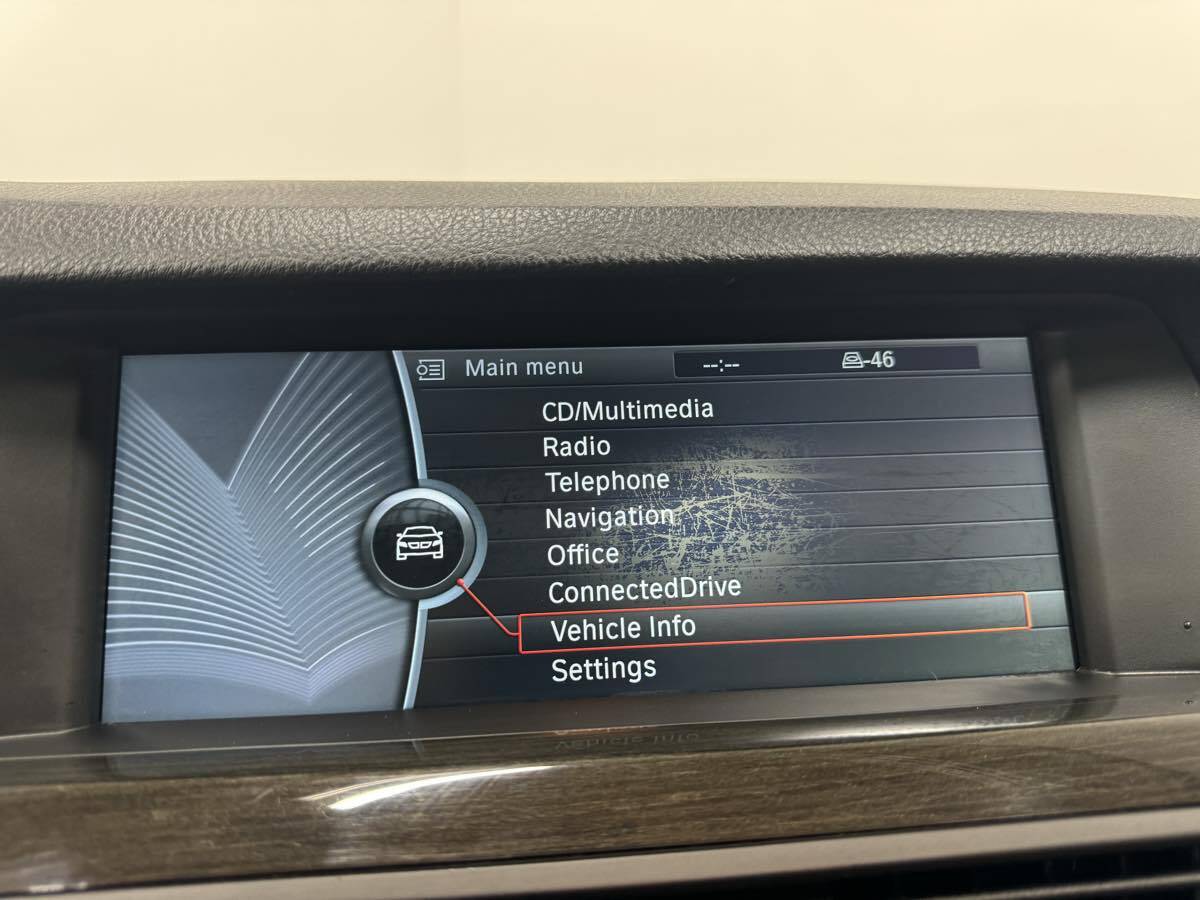 Main menu
--:--
-46
CD/Multimedia
Radio
Telephone
Navigation
Office
ConnectedDrive
Vehicle Info
Settings